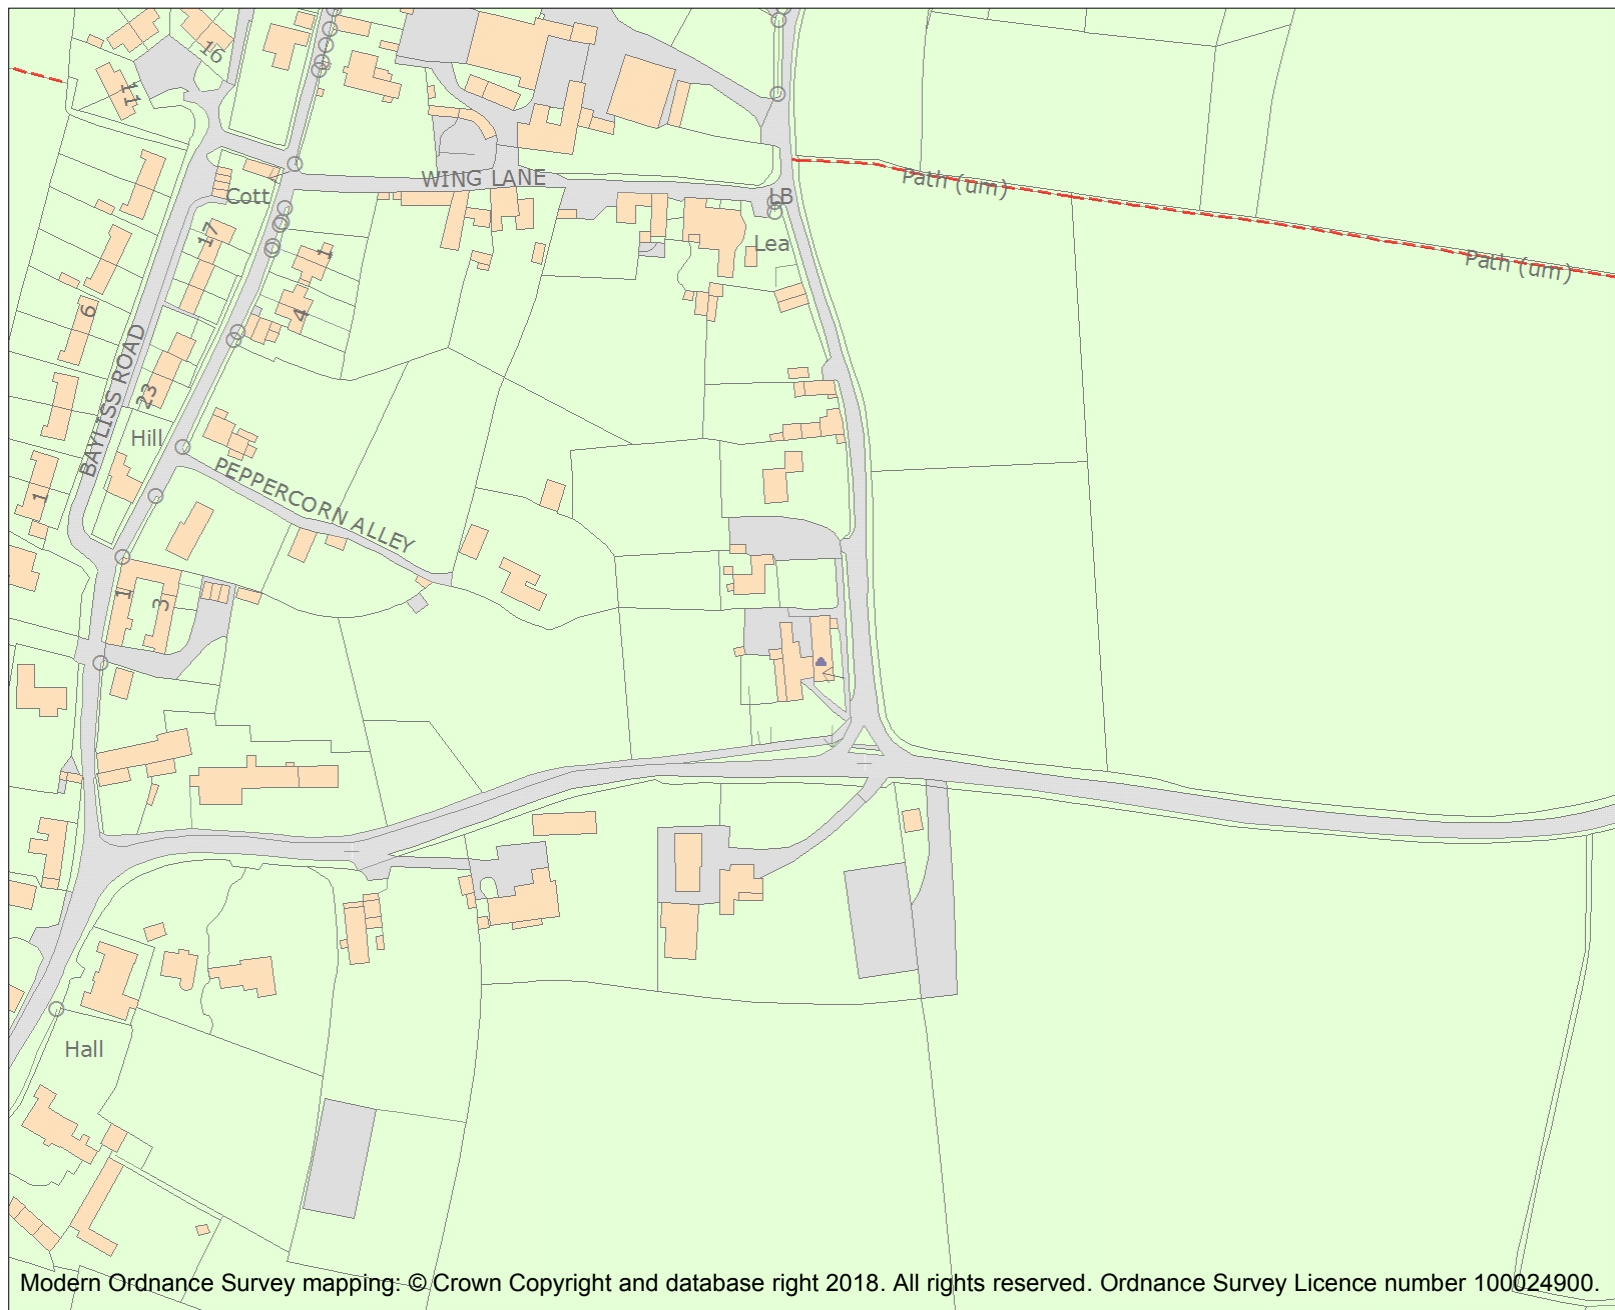 16
11
WING LANE
Path (um)
LB
Cott
17
1
Lea
Path (um)
6
4
BAYLISS ROAD
23
Hill
PEPPERCORN ALLEY
1
1
3
Hall
Modern Ordnance Survey mapping: © Crown Copyright and database right 2018. All rights reserved. Ordnance Survey Licence number 100024900.